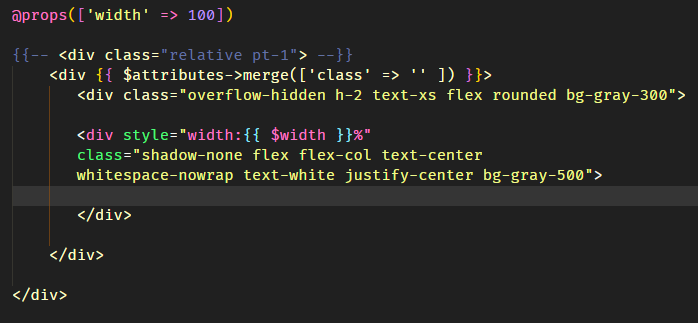 @props(['width' => 100])
{{-- <div class="relative pt-1"> --}}
<div {{ $attributes->merge(['class' => '' ]) }}>
<div class="overflow-hidden h-2 text-xs flex rounded bg-gray-300">
<div style="width:{{ $width }}%"
class="shadow-none flex flex-col text-center
whitespace-nowrap text-white justify-center bg-gray-500">
</div>
</div>
</div>